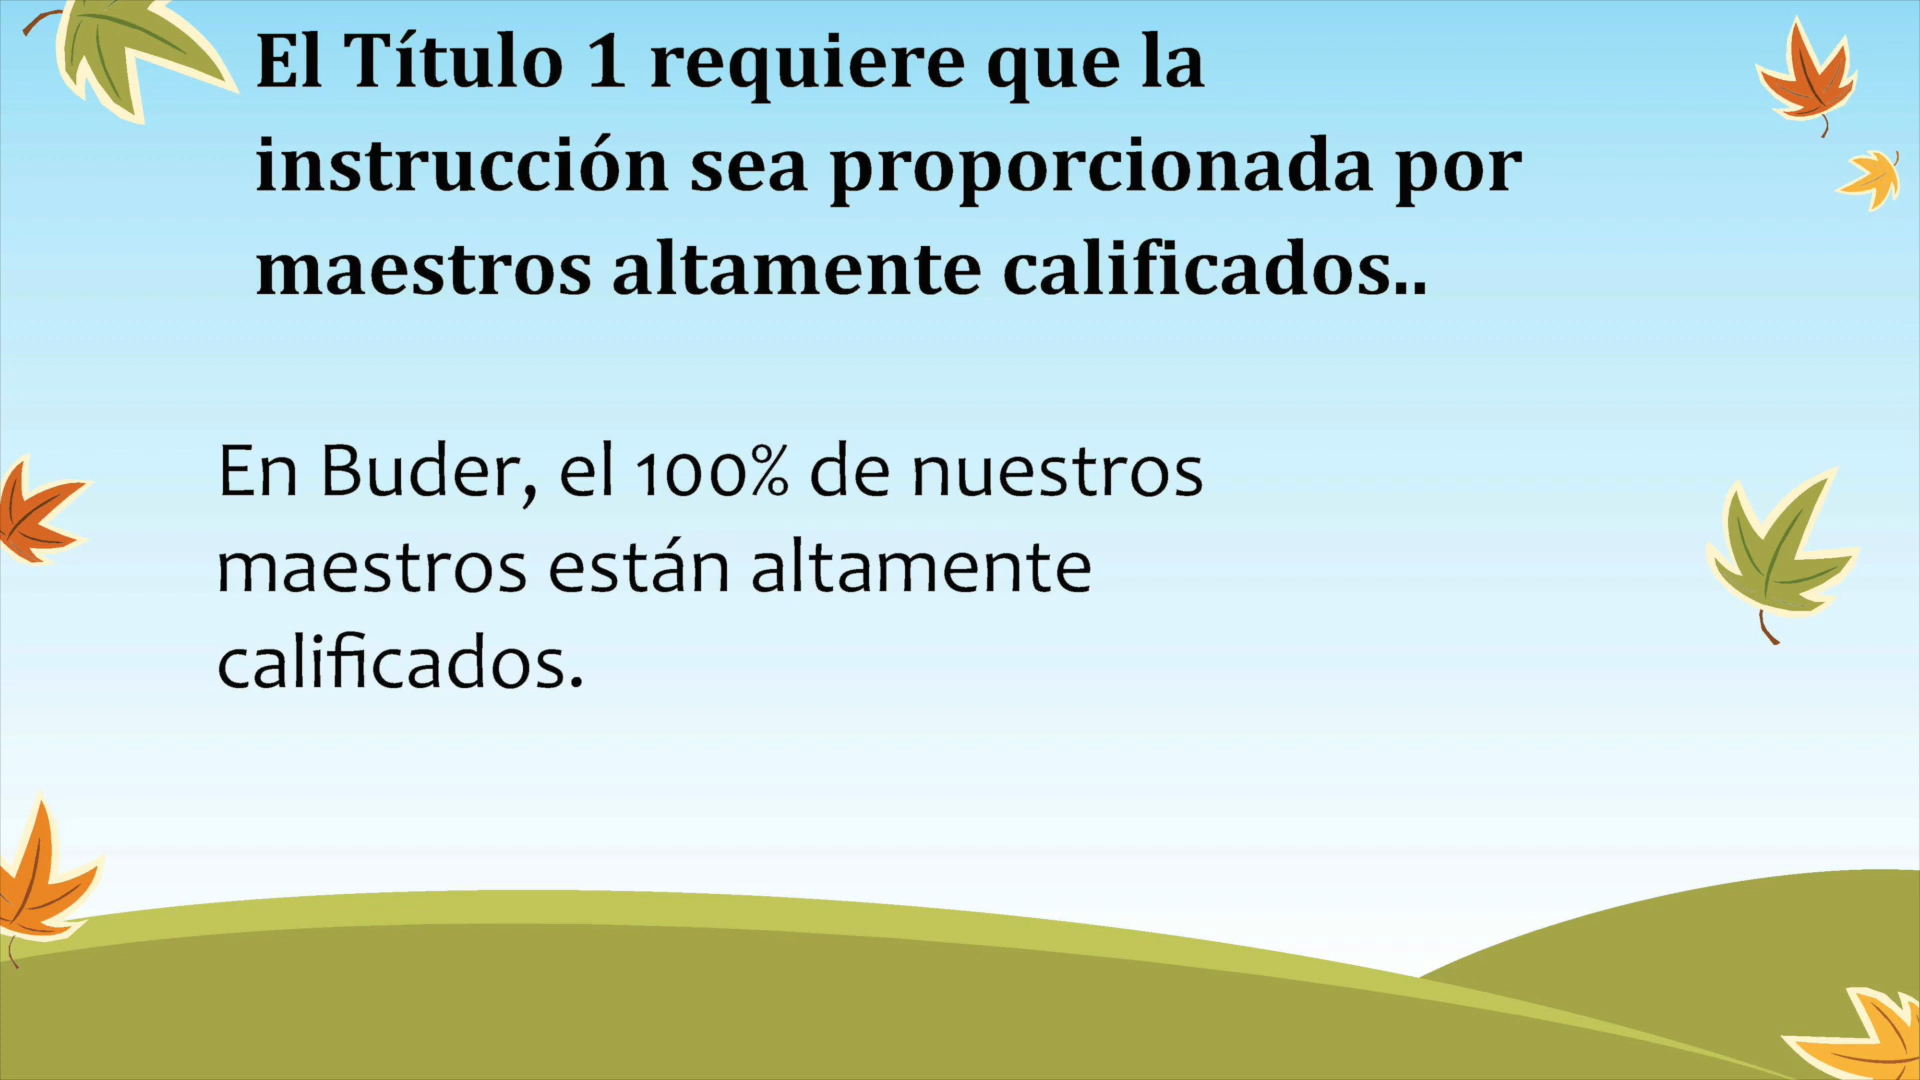 El Título 1 requiere que la
instrucción sea proporcionada por
maestros altamente calificados..
En Buder, el 100% de nuestros
maestros están altamente
calificados.